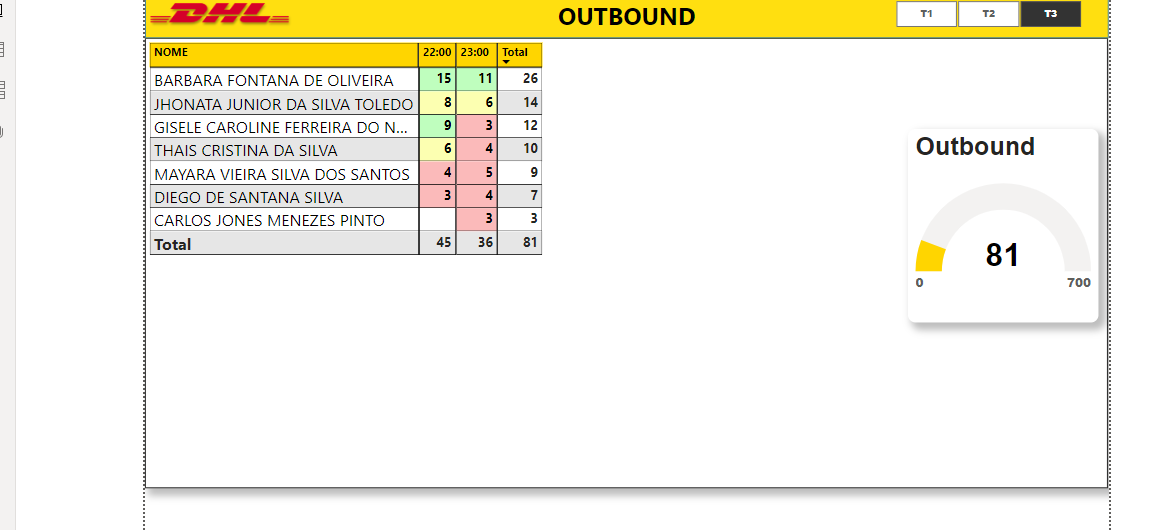 DHL
OUTBOUND
T1 T2 T3
NOME 22:00 23:00 Total
BARBARA FONTANA DE OLIVEIRA 15 11 26
JHONATA JUNIOR DA SILVA TOLEDO 8 6 14
GISELE CAROLINE FERREIRA DO N... 9 3 12
THAIS CRISTINA DA SILVA 6 4 10
MAYARA VIEIRA SILVA DOS SANTOS 4 5 9
DIEGO DE SANTANA SILVA 3 4 7
CARLOS JONES MENEZES PINTO 3 3
Total 45 36 81
Outbound
81
0 700